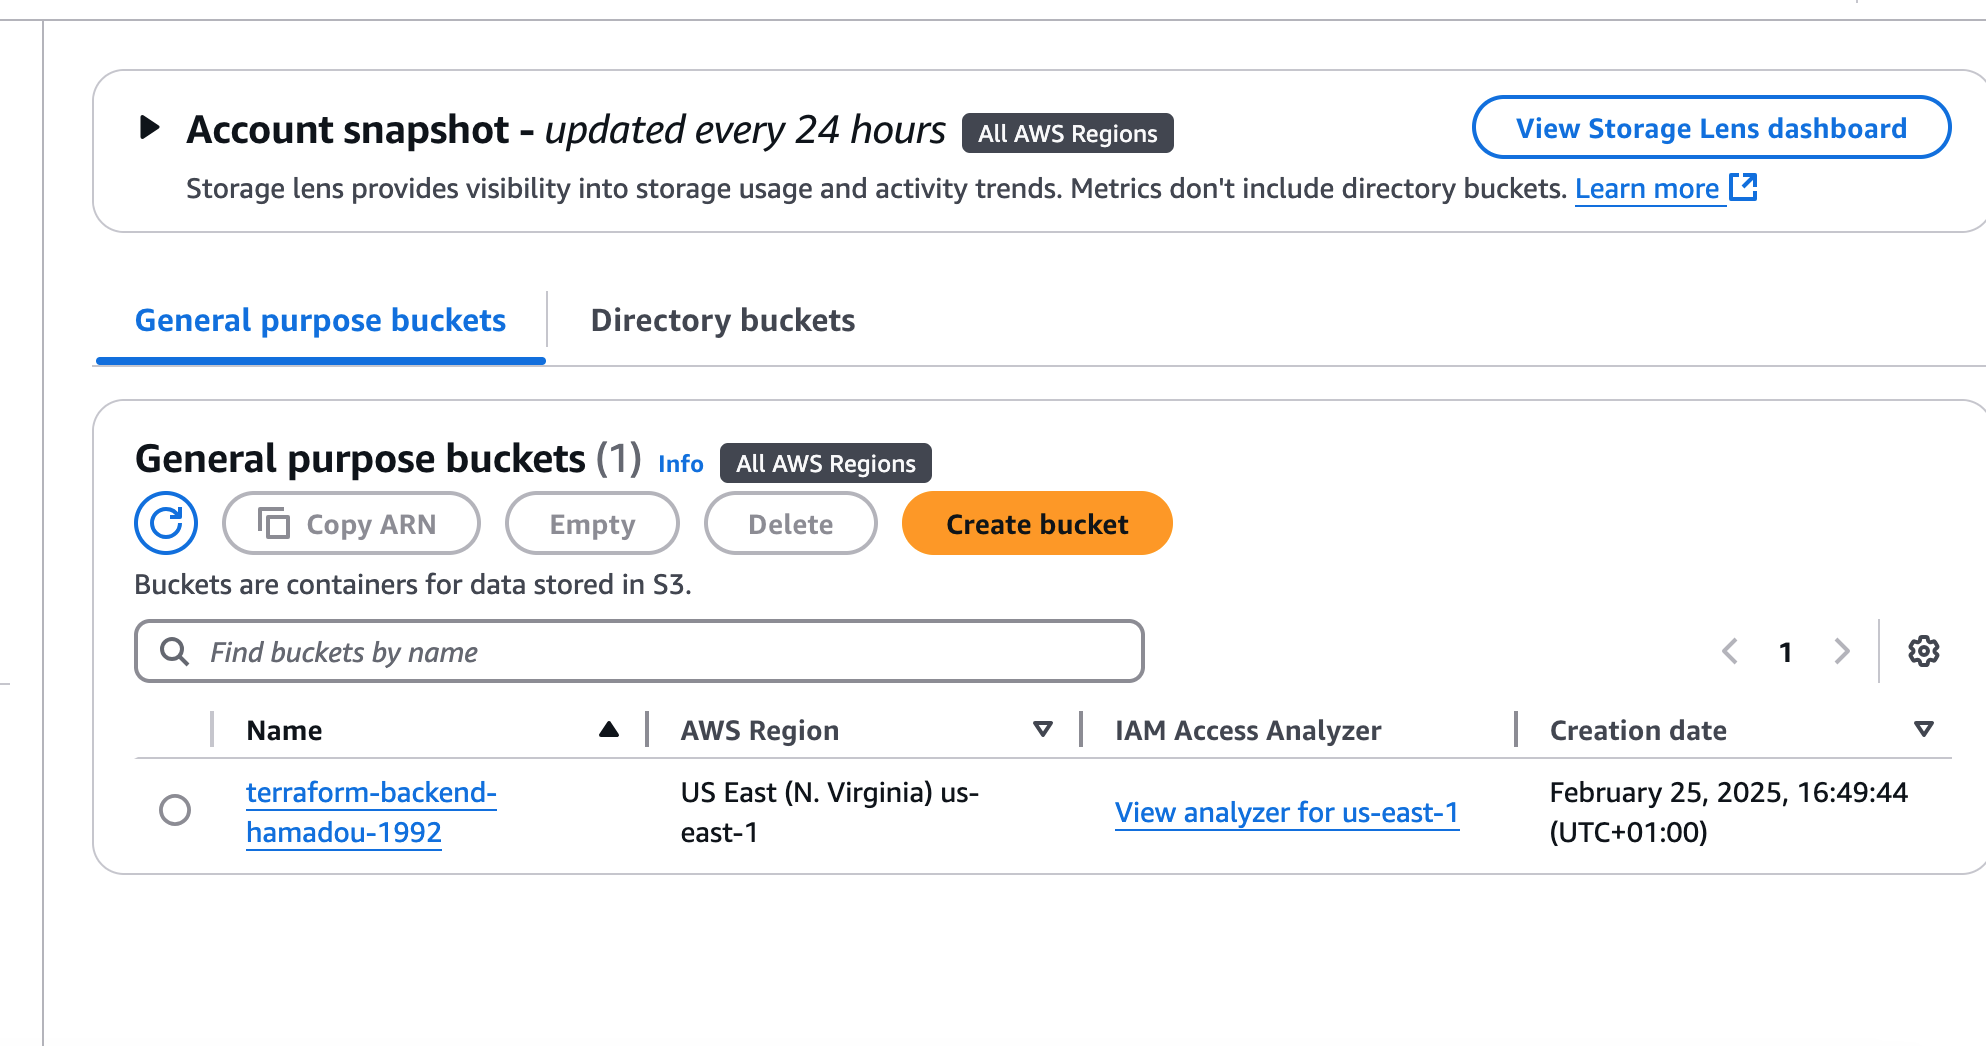 Account snapshot - updated every 24 hours All AWS Regions View Storage Lens dashboard
Storage lens provides visibility into storage usage and activity trends. Metrics don't include directory buckets. Learn more
General purpose buckets Directory buckets
General purpose buckets (1) Info All AWS Regions
Copy ARN Empty Delete Create bucket
Buckets are containers for data stored in S3.
Find buckets by name 1
Name AWS Region IAM Access Analyzer Creation date
terraform-backend-
hamadou-1992
US East (N. Virginia) us-
east-1
View analyzer for us-east-1
February 25, 2025, 16:49:44
(UTC+01:00)